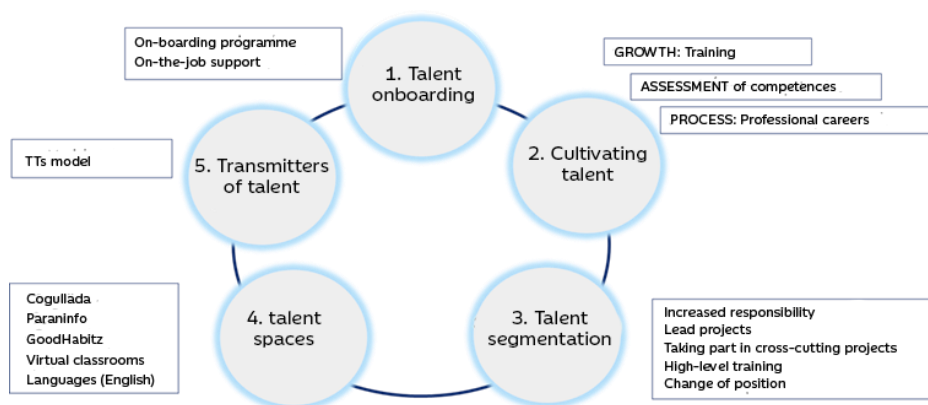 On-boarding programme
On-the-job support
1. Talent
onboarding
GROWTH: Training
ASSESSMENT of competences
PROCESS: Professional careers
2. Cultivating
talent
5. Transmitters
of talent
TTs model
3. Talent
segmentation
Increased responsibility
Lead projects
Taking part in cross-cutting projects
High-level training
Change of position
4. talent
spaces
Cogullada
Paraninfo
GoodHabitz
Virtual classrooms
Languages (English)